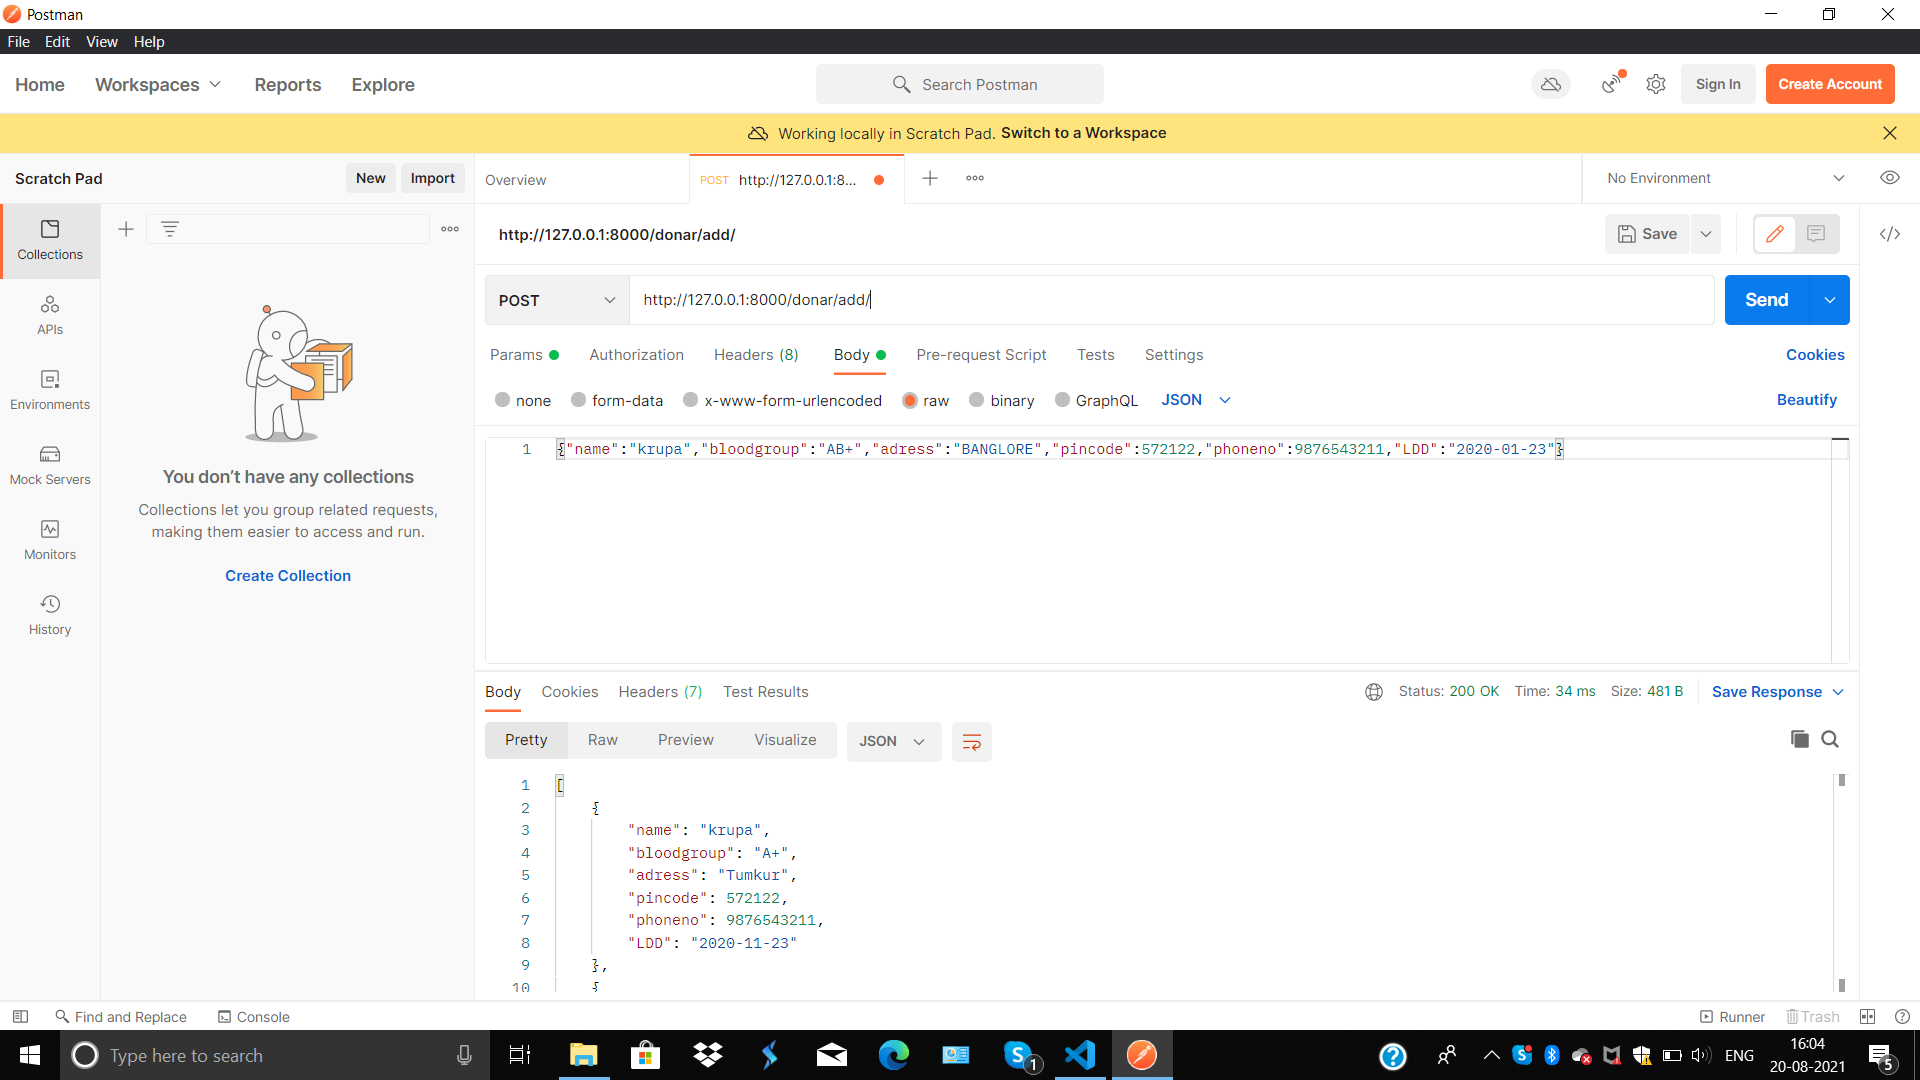 Postman
File Edit View Help
Home Workspaces Reports Explore Search Postman Sign In Create Account
Working locally in Scratch Pad. Switch to a Workspace
Scratch Pad New Import Overview POST http://127.0.0.1:8... No Environment
Collections
APIs
Environments
Mock Servers
Monitors
History
You don't have any collections
Collections let you group related requests,
making them easier to access and run.
Create Collection
http://127.0.0.1:8000/donar/add/ Save
POST http://127.0.0.1:8000/donar/add/ Send
Params Authorization Headers (8) Body Pre-request Script Tests Settings Cookies
none form-data x-www-form-urlencoded raw binary GraphQL JSON Beautify
1 {"name":"krupa","bloodgroup":"AB+","adress":"BANGLORE","pincode":572122,"phoneno":9876543211,"LDD":"2020-01-23"}
Body Cookies Headers (7) Test Results Status: 200 OK Time: 34 ms Size: 481 B Save Response
Pretty Raw Preview Visualize JSON
1 [
2 {
3 "name": "krupa",
4 "bloodgroup": "A+",
5 "adress": "Tumkur",
6 "pincode": 572122,
7 "phoneno": 9876543211,
8 "LDD": "2020-11-23"
9 },
10 {
Find and Replace Console Runner Trash
Type here to search 1 ENG 16:04
20-08-2021 5